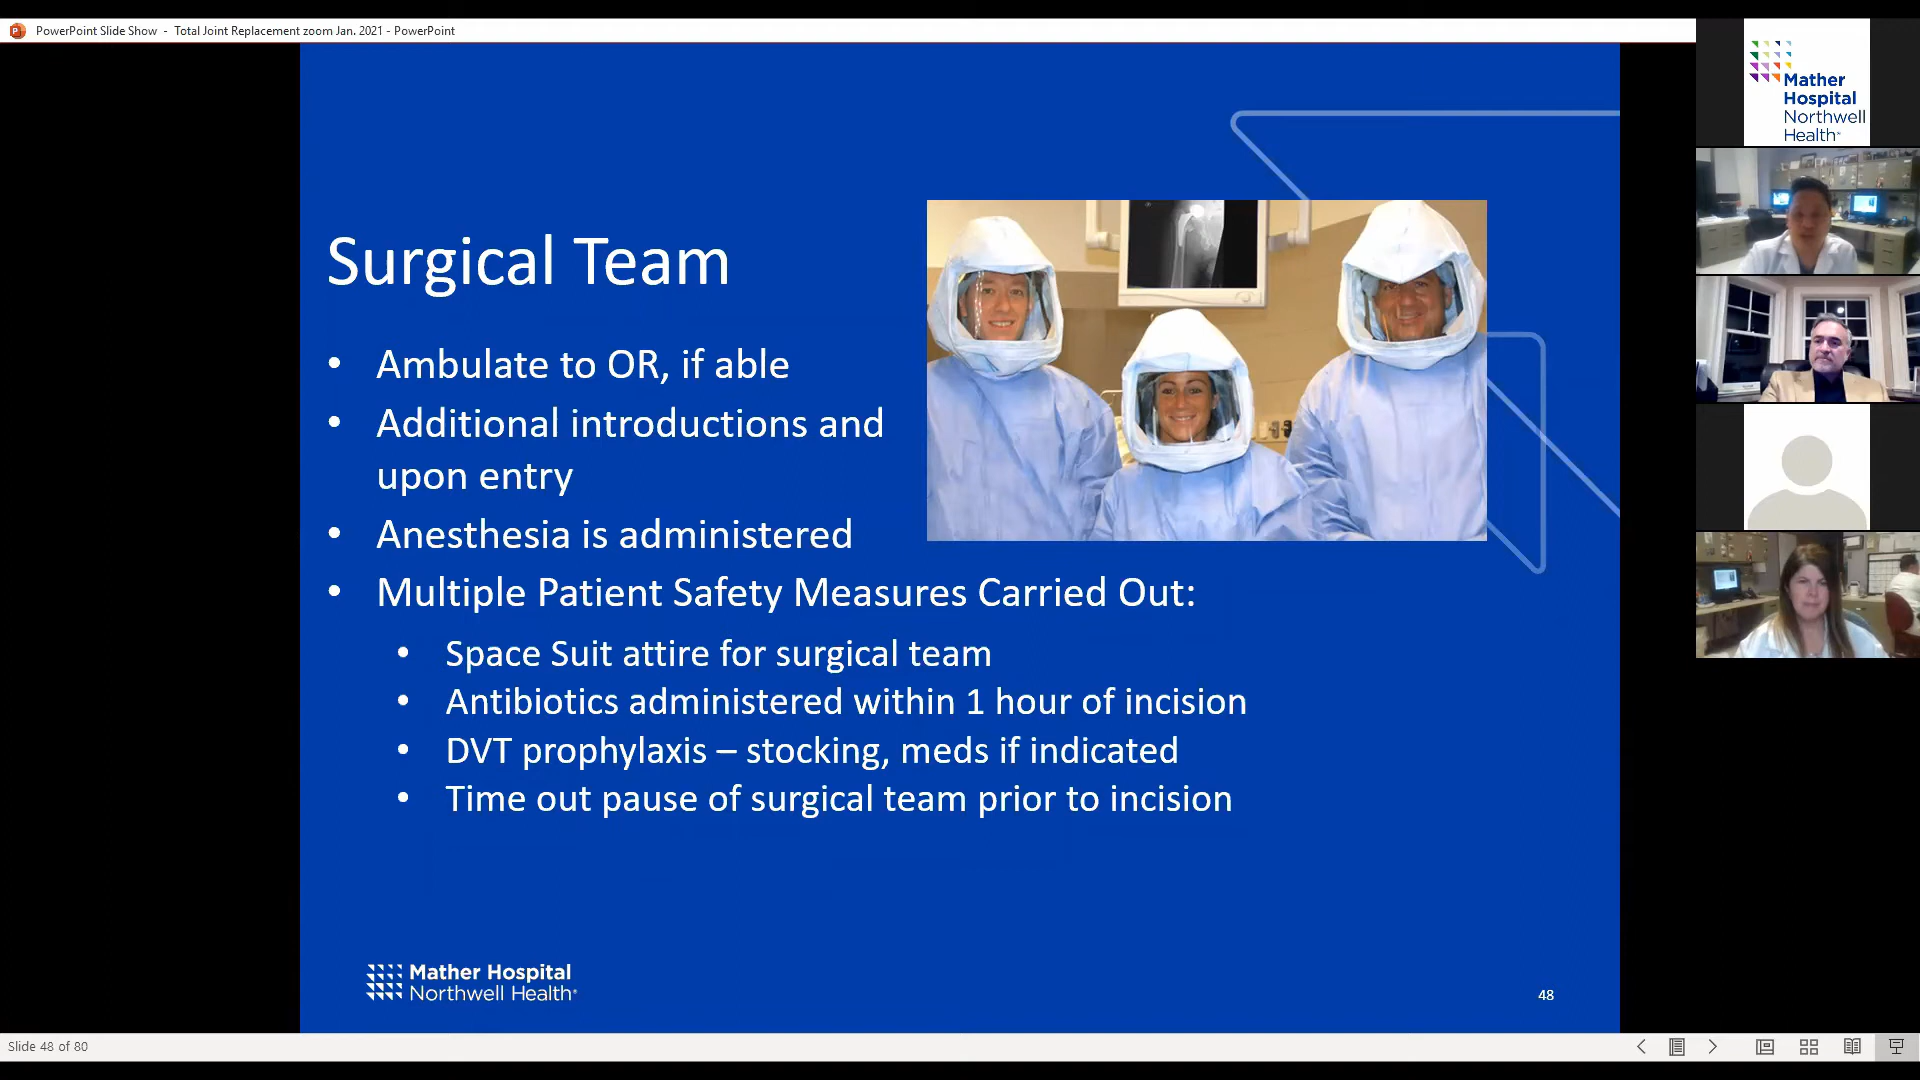 PowerPoint Slide Show - Total Joint Replacement zoom Jan. 2021 - PowerPoint
Mather
Hospital
Northwell
Health®
Surgical Team
• Ambulate to OR, if able
• Additional introductions and
upon entry
• Anesthesia is administered
• Multiple Patient Safety Measures Carried Out:
• Space Suit attire for surgical team
• Antibiotics administered within 1 hour of incision
• DVT prophylaxis – stocking, meds if indicated
• Time out pause of surgical team prior to incision
Mather Hospital
Northwell Health®
48
Slide 48 of 80